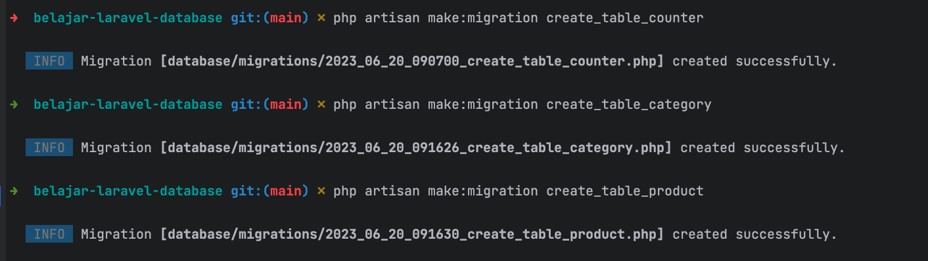 ➜ belajar-laravel-database git:(main) ✗ php artisan make:migration create_table_counter
INFO Migration [database/migrations/2023_06_20_090700_create_table_counter.php] created successfully.
➜ belajar-laravel-database git:(main) ✗ php artisan make:migration create_table_category
INFO Migration [database/migrations/2023_06_20_091626_create_table_category.php] created successfully.
➜ belajar-laravel-database git:(main) ✗ php artisan make:migration create_table_product
INFO Migration [database/migrations/2023_06_20_091630_create_table_product.php] created successfully.